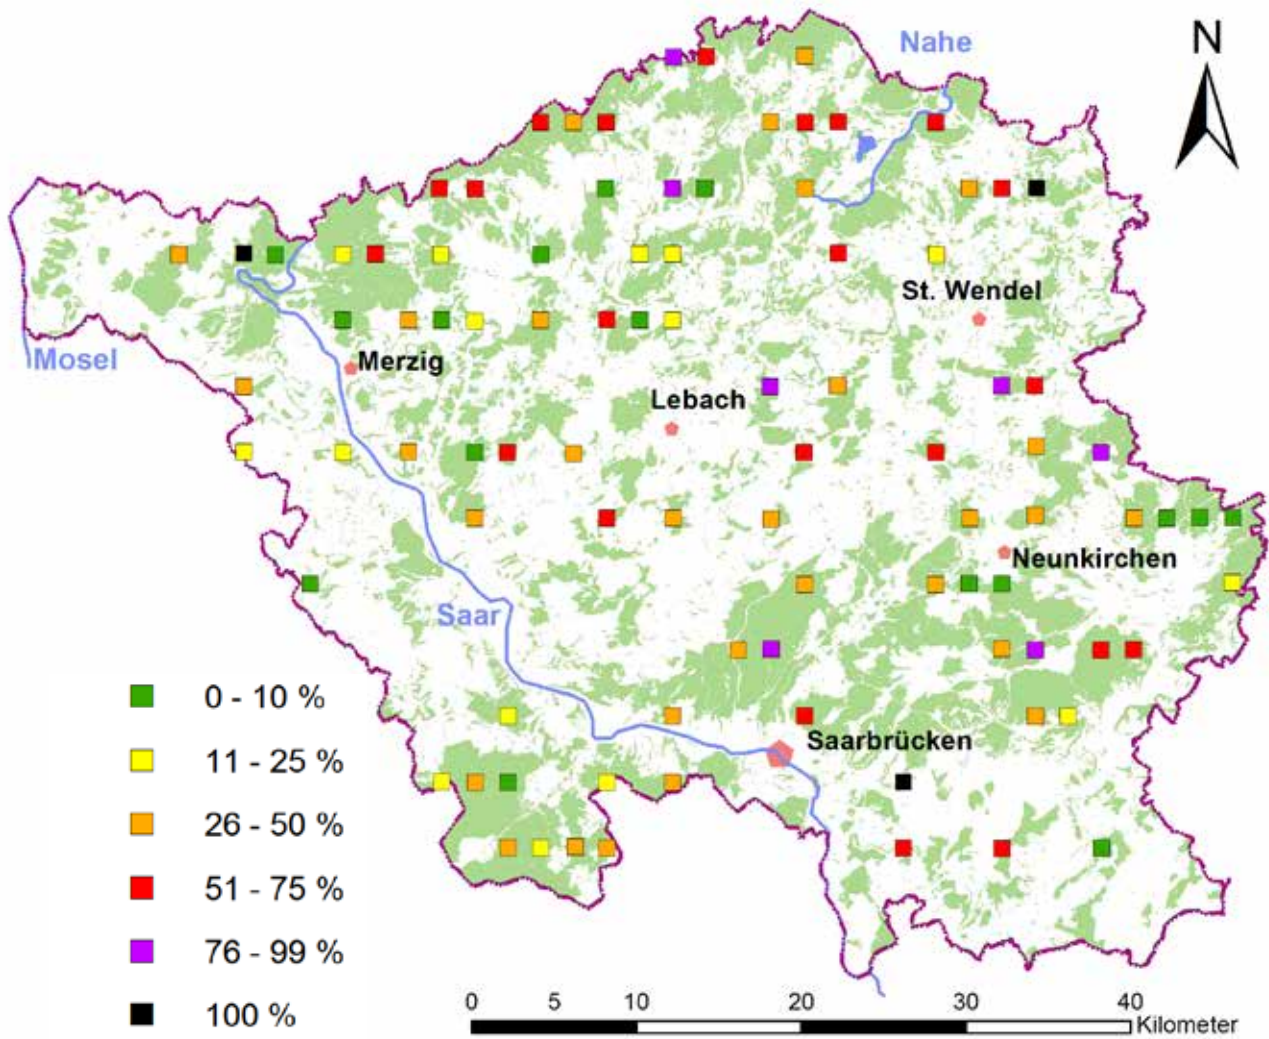 N
Nahe
St. Wendel
Mosel
Merzig
Lebach
Neunkirchen
Saar
Saarbrücken
0 - 10 %
11 - 25 %
26 - 50 %
51 - 75 %
76 - 99 %
100 %
0 5 10 20 30 40
Kilometer